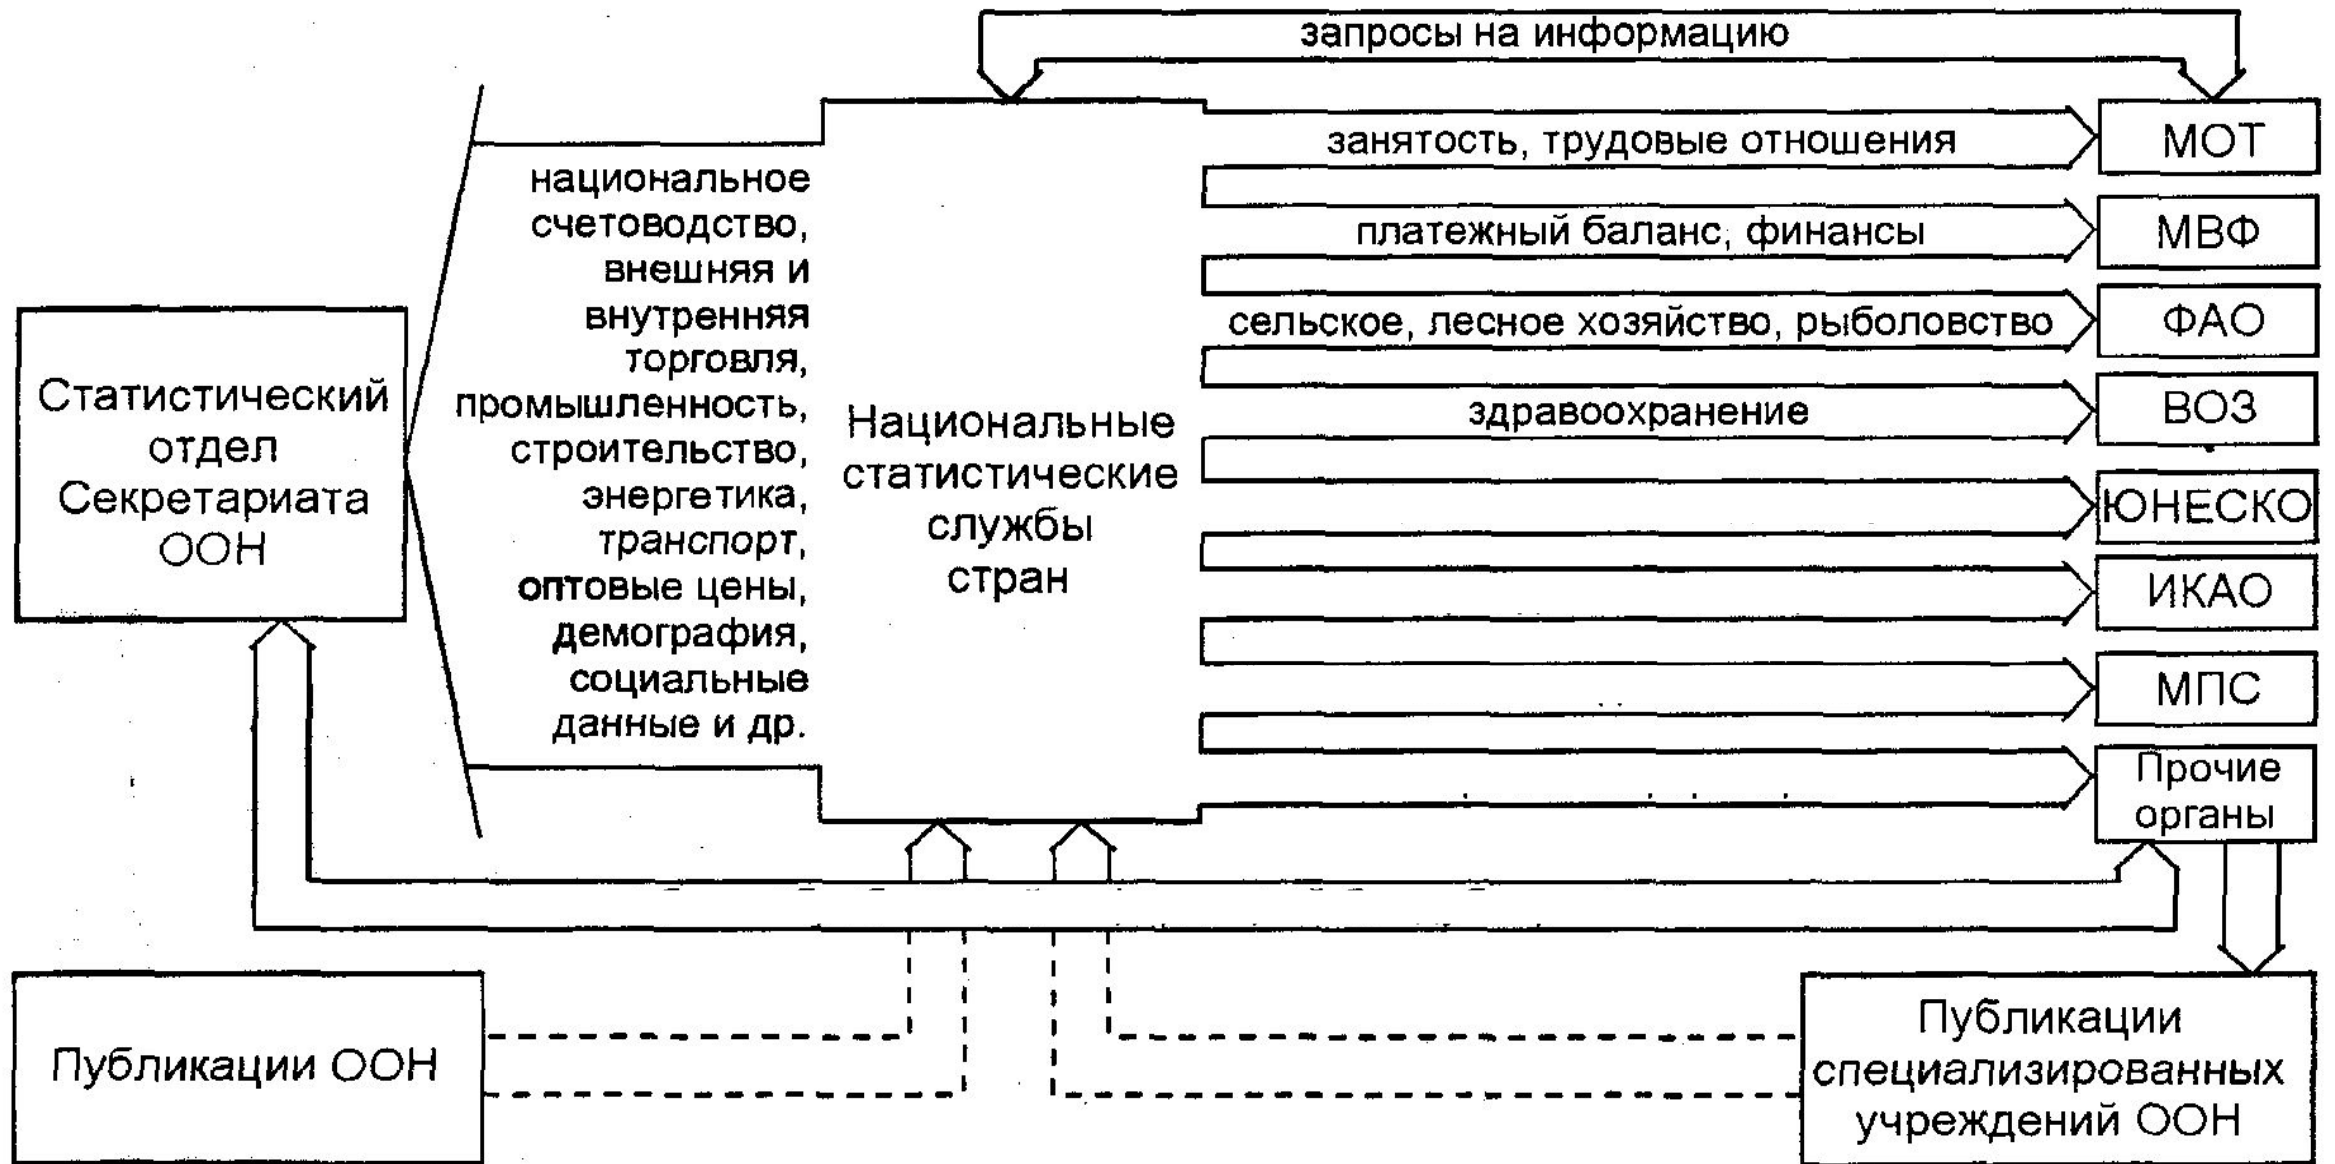 запросы на информацию
занятость, трудовые отношения
МОТ
платежный баланс, финансы
МВФ
сельское, лесное хозяйство, рыболовство
ФАО
здравоохранение
ВОЗ
ЮНЕСКО
ИКАО
МПС
Прочие
органы
национальное
счетоводство,
внешняя и
внутренняя
торговля,
промышленность,
строительство,
энергетика,
транспорт,
оптовые цены,
демография,
социальные
данные и др.
Статистический
отдел
Секретариата
ООН
Национальные
статистические
службы
стран
Публикации ООН
Публикации
специализированных
учреждений ООН